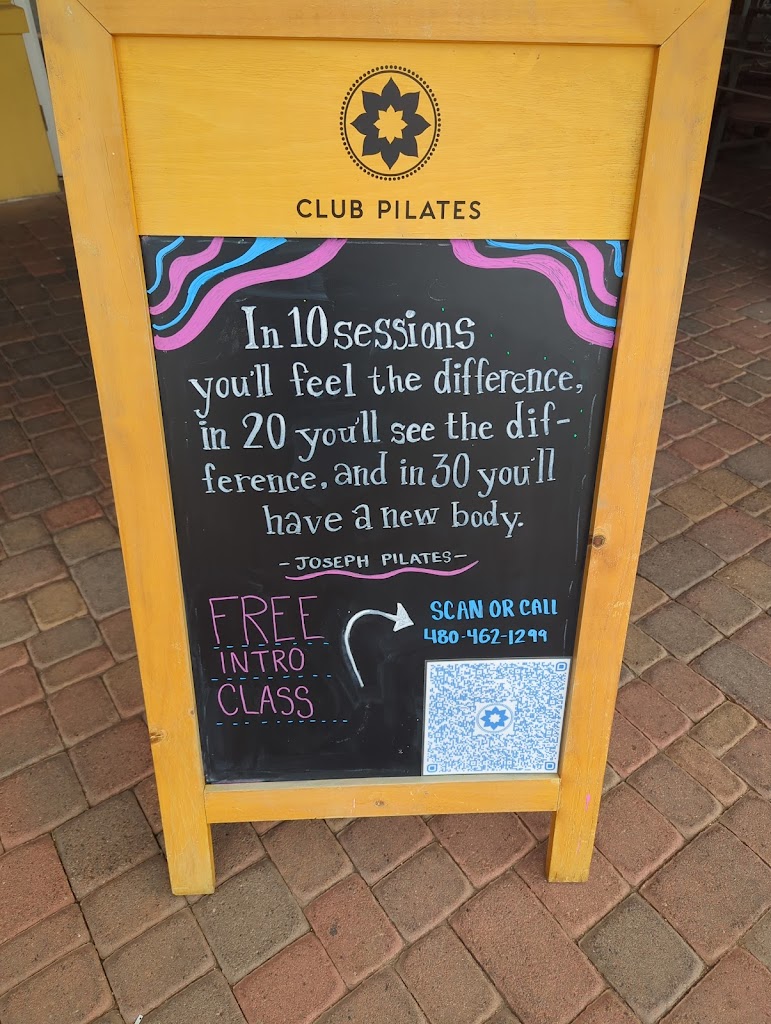 CLUB PILATES
In 10 sessions
you'll feel the difference,
in 20 you'll see the dif-
ference, and in 30 you'll
have a new body.
- JOSEPH PILATES -
FREE
INTRO
CLASS
SCAN OR CALL
480-462-1299